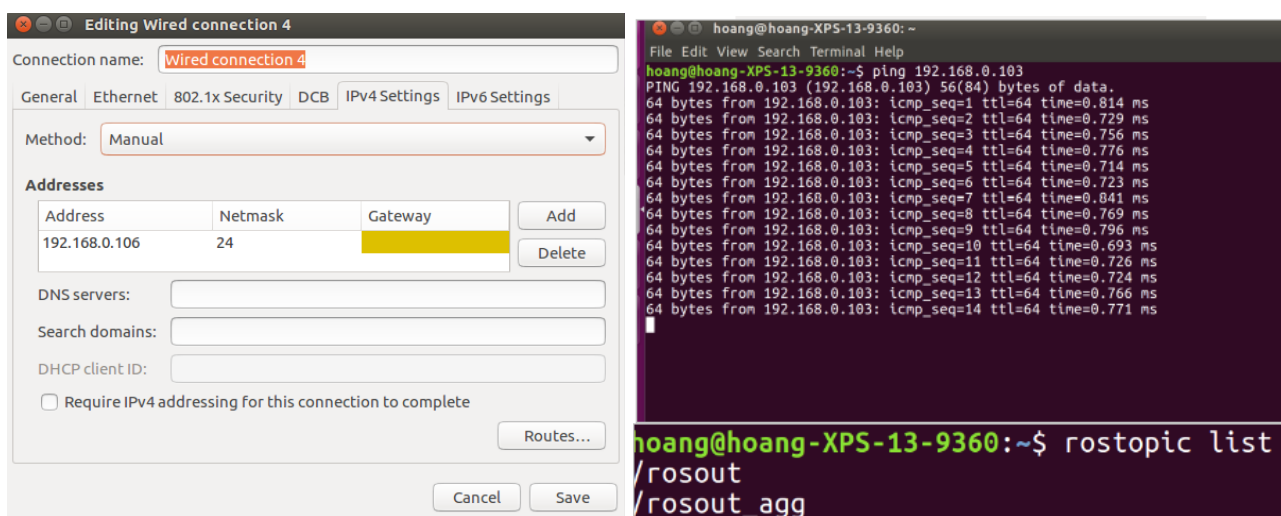 Editing Wired connection 4
Connection name: Wired connection 4
General Ethernet 802.1x Security DCB IPv4 Settings IPv6 Settings
Method: Manual
Addresses
Address Netmask Gateway Add
192.168.0.106 24
Delete
DNS servers:
Search domains:
DHCP client ID:
Require IPv4 addressing for this connection to complete
Routes...
Cancel Save
hoang@hoang-XPS-13-9360: ~
File Edit View Search Terminal Help
hoang@hoang-XPS-13-9360:~$ ping 192.168.0.103
PING 192.168.0.103 (192.168.0.103) 56(84) bytes of data.
64 bytes from 192.168.0.103: icmp_seq=1 ttl=64 time=0.814 ms
64 bytes from 192.168.0.103: icmp_seq=2 ttl=64 time=0.729 ms
64 bytes from 192.168.0.103: icmp_seq=3 ttl=64 time=0.756 ms
64 bytes from 192.168.0.103: icmp_seq=4 ttl=64 time=0.776 ms
64 bytes from 192.168.0.103: icmp_seq=5 ttl=64 time=0.714 ms
64 bytes from 192.168.0.103: icmp_seq=6 ttl=64 time=0.723 ms
64 bytes from 192.168.0.103: icmp_seq=7 ttl=64 time=0.841 ms
64 bytes from 192.168.0.103: icmp_seq=8 ttl=64 time=0.769 ms
64 bytes from 192.168.0.103: icmp_seq=9 ttl=64 time=0.796 ms
64 bytes from 192.168.0.103: icmp_seq=10 ttl=64 time=0.693 ms
64 bytes from 192.168.0.103: icmp_seq=11 ttl=64 time=0.726 ms
64 bytes from 192.168.0.103: icmp_seq=12 ttl=64 time=0.724 ms
64 bytes from 192.168.0.103: icmp_seq=13 ttl=64 time=0.766 ms
64 bytes from 192.168.0.103: icmp_seq=14 ttl=64 time=0.771 ms
hoang@hoang-XPS-13-9360:~$ rostopic list
/rosout
/rosout_agg